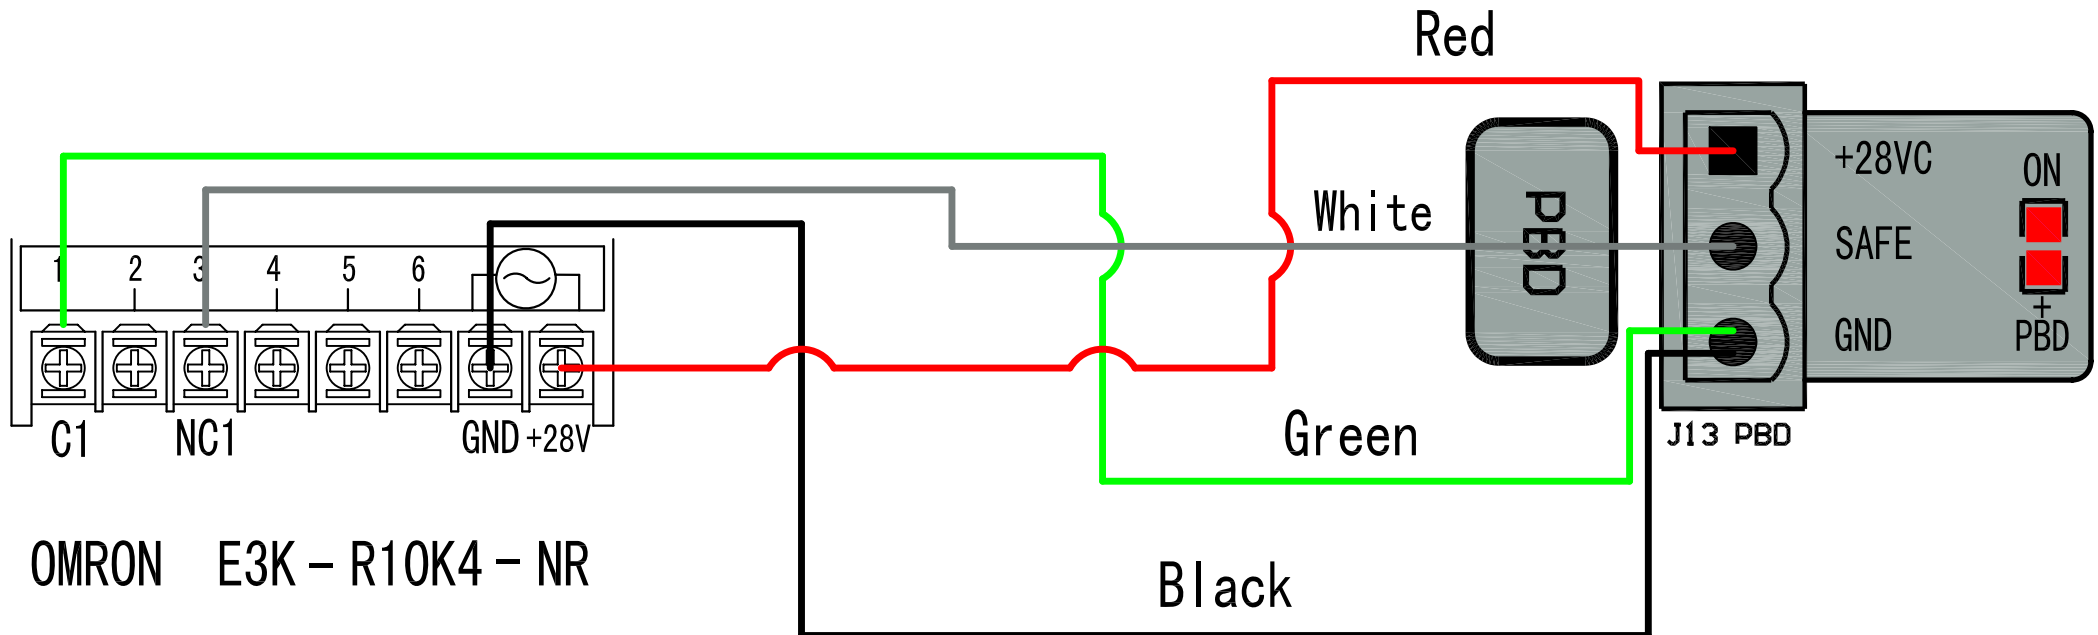 Red
+28VC
ON
White
PBD
SAFE
1 2 3 4 5 6
+
GND
PBD
C1
NC1
GND
+28V
Green
J13 PBD
OMRON E3K-R10K4-NR
Black